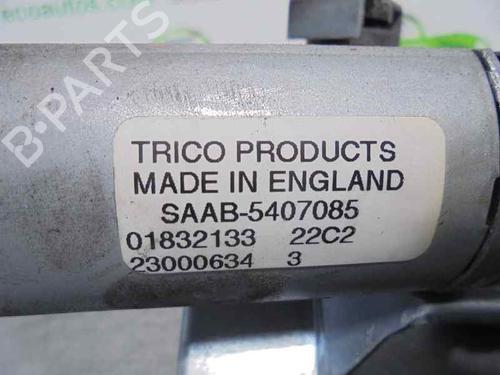 TRICO PRODUCTS
MADE IN ENGLAND
SAAB-5407085
01832133 22C2
23000634 3
B-PARTS